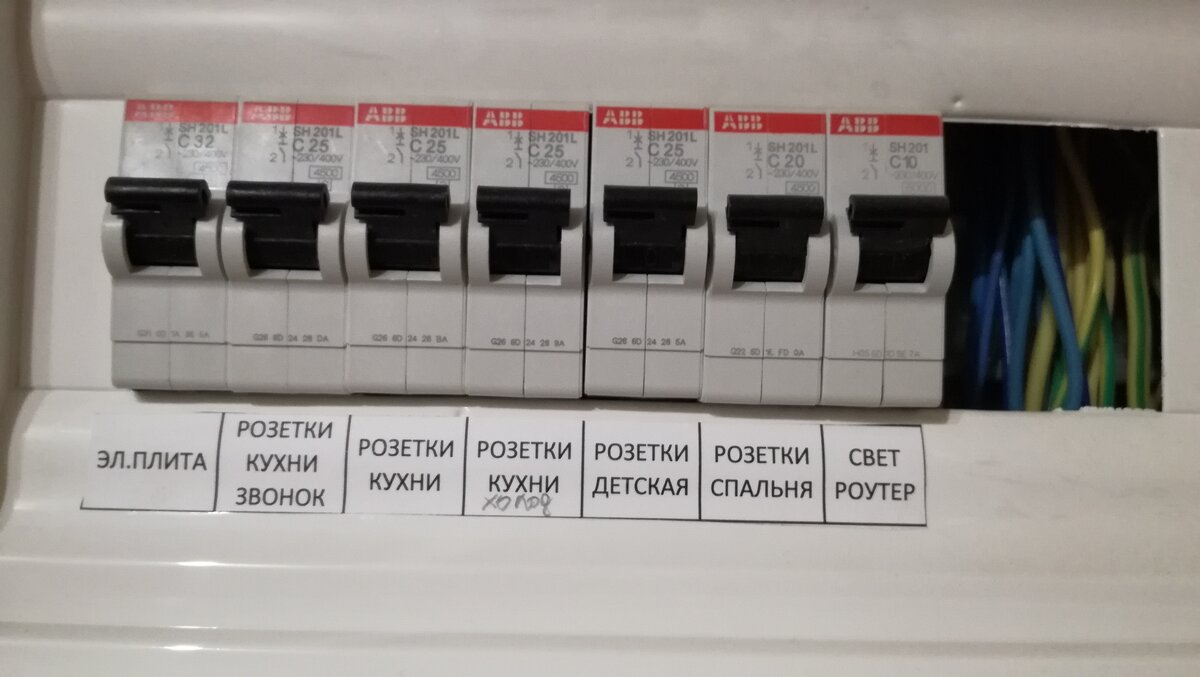 ABB
SH 201L
C 32
~230/400V
4500
ABB
SH 201L
C 25
~230/400V
4500
ABB
SH 201L
C 25
~230/400V
4500
ABB
SH 201L
C 25
~230/400V
4500
ABB
SH 201L
C 25
~230/400V
4500
ABB
SH 201L
C 20
~230/400V
4500
ABB
SH 201
C10
~230/400V
ЭЛ.ПЛИТА
РОЗЕТКИ
КУХНИ
ЗВОНОК
РОЗЕТКИ
КУХНИ
РОЗЕТКИ
КУХНИ
холод
РОЗЕТКИ
ДЕТСКАЯ
РОЗЕТКИ
СПАЛЬНЯ
СВЕТ
РОУТЕР